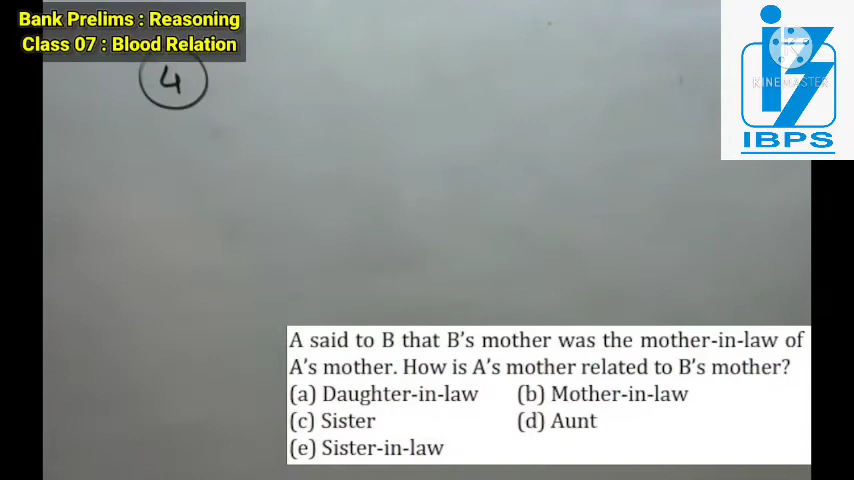 Bank Prelims : Reasoning
Class 07 : Blood Relation
4
KINEMASTER
IBPS
A said to B that B's mother was the mother-in-law of
A's mother. How is A's mother related to B's mother?
(a) Daughter-in-law (b) Mother-in-law
(c) Sister (d) Aunt
(e) Sister-in-law